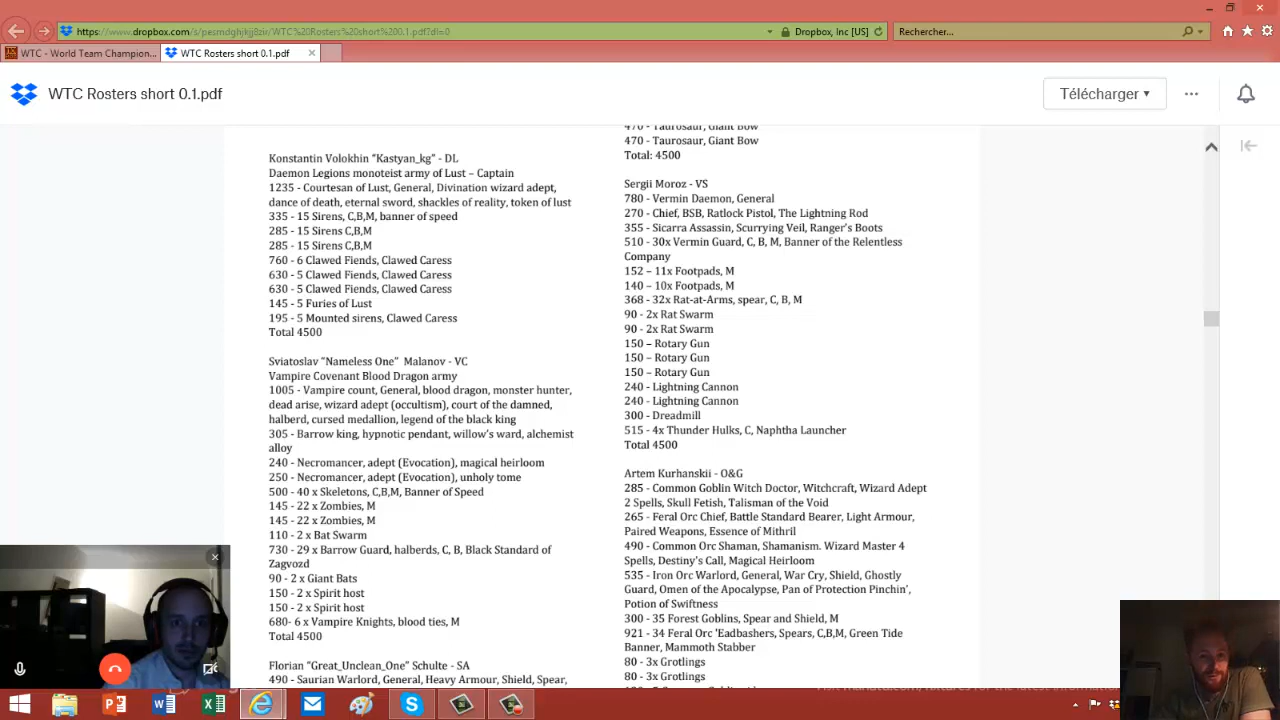 https://www.dropbox.com/s/pesmdghjkjj8zir/WTC%20Rosters%20short%200.1.pdf?dl=0
Dropbox, Inc [US]
Rechercher...
WTC - World Team Champion...
WTC Rosters short 0.1.pdf
WTC Rosters short 0.1.pdf
Télécharger
Konstantin Volokhin “Kastyan_kg” - DL
Daemon Legions monoteist army of Lust – Captain
1235 - Courtesan of Lust, General, Divination wizard adept,
dance of death, eternal sword, shackles of reality, token of lust
335 - 15 Sirens, C,B,M, banner of speed
285 - 15 Sirens C,B,M
285 - 15 Sirens C,B,M
760 - 6 Clawed Fiends, Clawed Caress
630 - 5 Clawed Fiends, Clawed Caress
630 - 5 Clawed Fiends, Clawed Caress
145 - 5 Furies of Lust
195 - 5 Mounted sirens, Clawed Caress
Total 4500
Sviatoslav “Nameless One” Malanov - VC
Vampire Covenant Blood Dragon army
1005 - Vampire count, General, blood dragon, monster hunter,
dead arise, wizard adept (occultism), court of the damned,
halberd, cursed medallion, legend of the black king
305 - Barrow king, hypnotic pendant, willow's ward, alchemist
alloy
240 - Necromancer, adept (Evocation), magical heirloom
250 - Necromancer, adept (Evocation), unholy tome
500 - 40 x Skeletons, C,B,M, Banner of Speed
145 - 22 x Zombies, M
145 - 22 x Zombies, M
110 - 2 x Bat Swarm
730 - 29 x Barrow Guard, halberds, C, B, Black Standard of
Zagvozd
90 - 2 x Giant Bats
150 - 2 x Spirit host
150 - 2 x Spirit host
680- 6 x Vampire Knights, blood ties, M
Total 4500
Florian “Great_Unclean_One” Schulte - SA
490 - Saurian Warlord, General, Heavy Armour, Shield, Spear,
470 - Taurosaur, Giant Bow
470 - Taurosaur, Giant Bow
Total: 4500
Sergii Moroz - VS
780 - Vermin Daemon, General
270 - Chief, BSB, Ratlock Pistol, The Lightning Rod
355 - Sicarra Assassin, Scurrying Veil, Ranger's Boots
510 - 30x Vermin Guard, C, B, M, Banner of the Relentless
Company
152 – 11x Footpads, M
140 – 10x Footpads, M
368 - 32x Rat-at-Arms, spear, C, B, M
90 - 2x Rat Swarm
90 - 2x Rat Swarm
150 – Rotary Gun
150 – Rotary Gun
150 – Rotary Gun
240 - Lightning Cannon
240 - Lightning Cannon
300 - Dreadmill
515 - 4x Thunder Hulks, C, Naphtha Launcher
Total 4500
Artem Kurhanskii - O&G
285 - Common Goblin Witch Doctor, Witchcraft, Wizard Adept
2 Spells, Skull Fetish, Talisman of the Void
265 - Feral Orc Chief, Battle Standard Bearer, Light Armour,
Paired Weapons, Essence of Mithril
490 - Common Orc Shaman, Shamanism. Wizard Master 4
Spells, Destiny's Call, Magical Heirloom
535 - Iron Orc Warlord, General, War Cry, Shield, Ghostly
Guard, Omen of the Apocalypse, Pan of Protection Pinchin',
Potion of Swiftness
300 - 35 Forest Goblins, Spear and Shield, M
921 - 34 Feral Orc 'Eadbashers, Spears, C,B,M, Green Tide
Banner, Mammoth Stabber
80 - 3x Grotlings
80 - 3x Grotlings